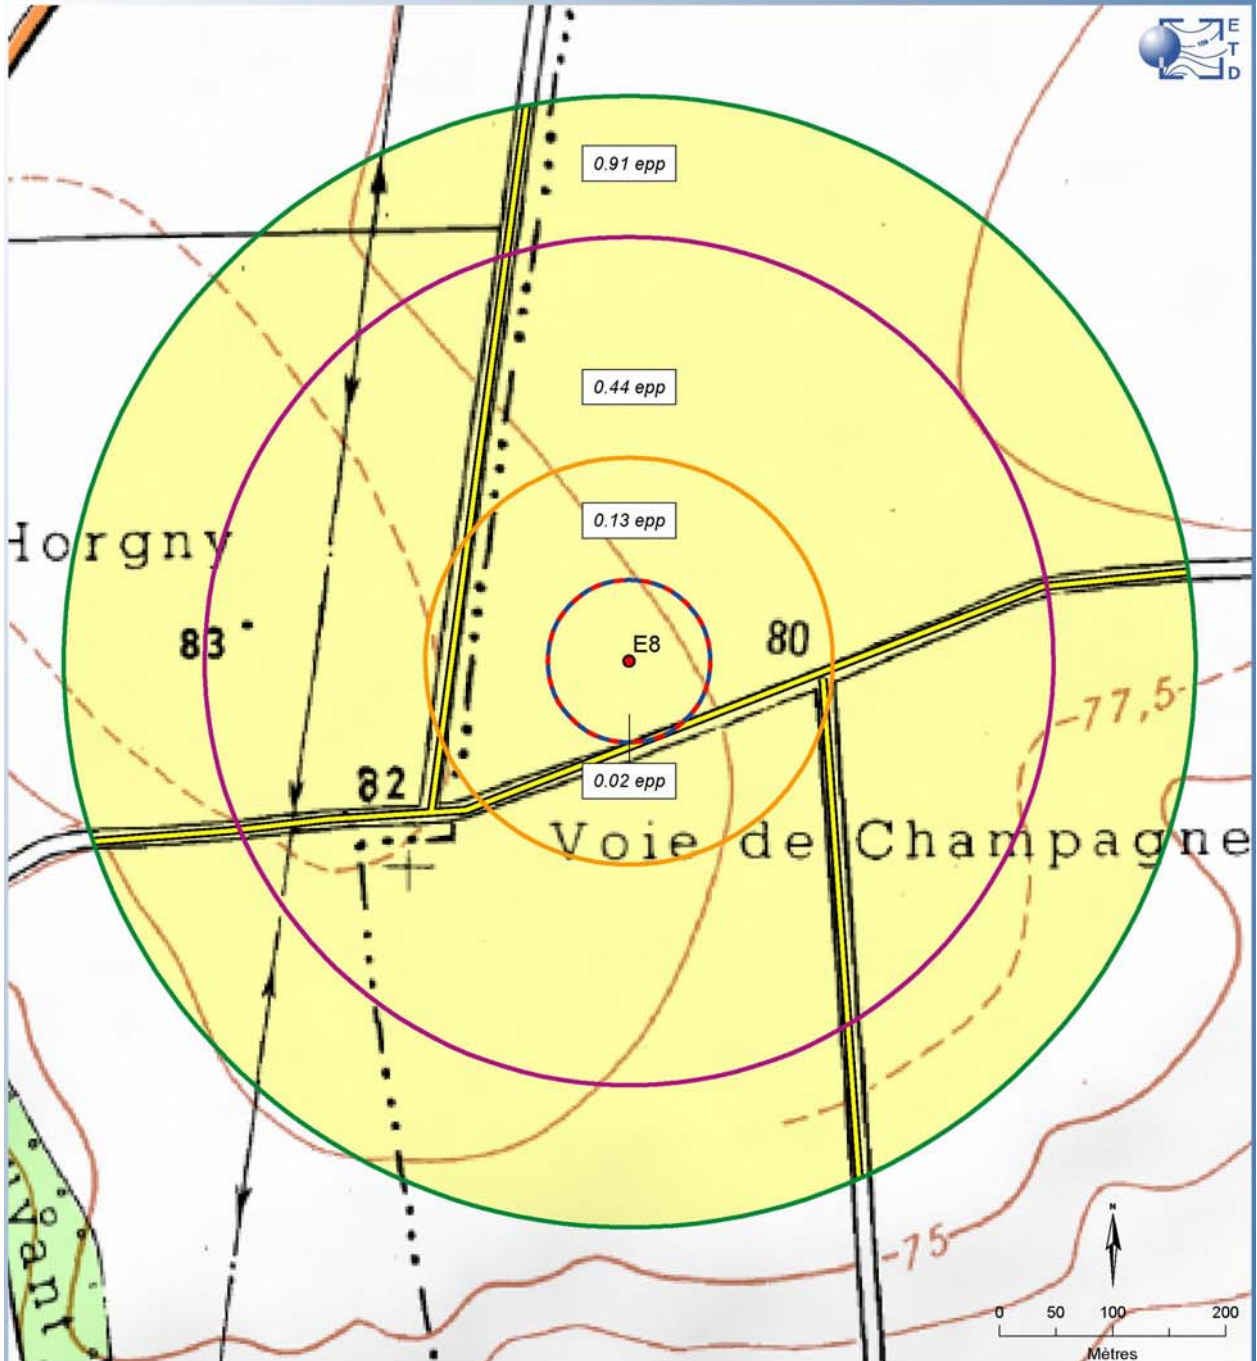 E
T
D
0.91 epp
0.44 epp
0.13 epp
Horgny
83
E8
80
-77,5-
82
0.02 epp
Voie de Champagne
N
-75-
0 50 100 200
Mètres